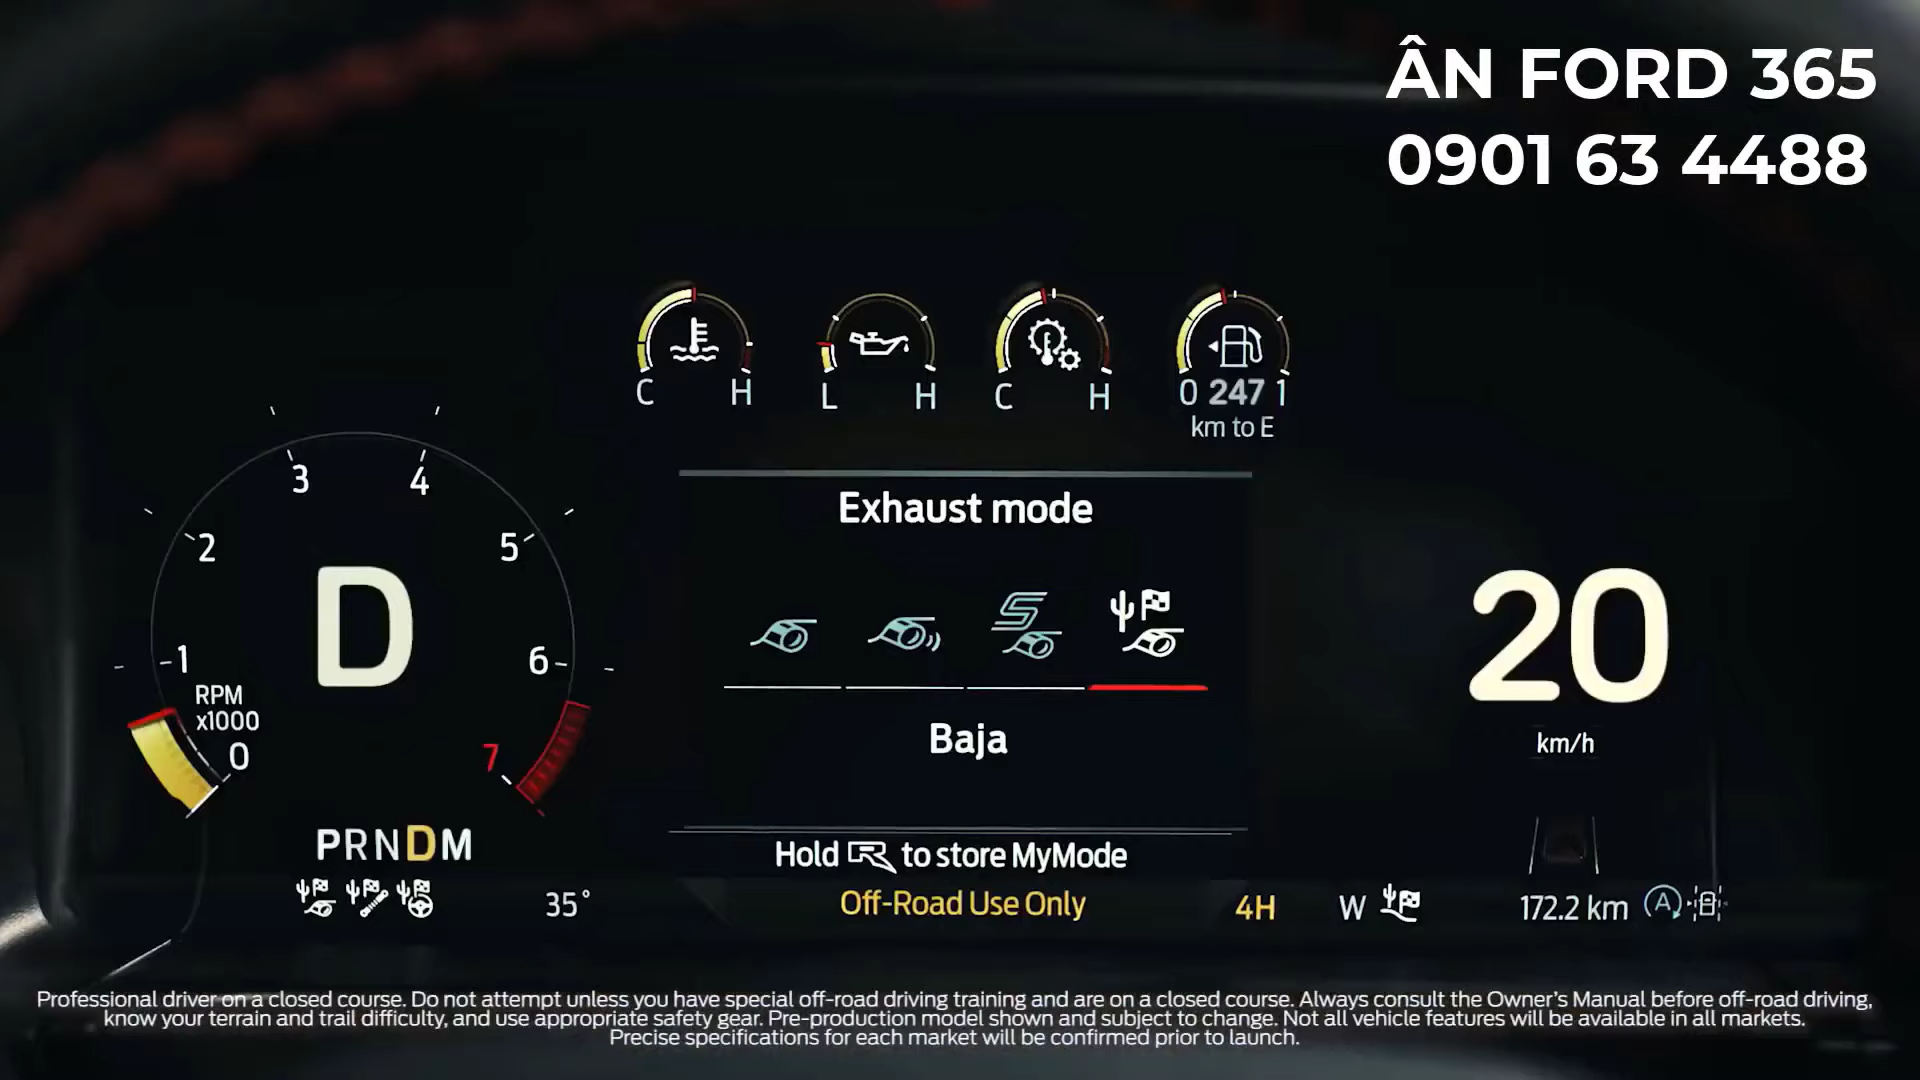 ÂN FORD 365
0901 63 4488
C H
L H
C H
0 247 1
km to E
Exhaust mode
Baja
Hold R to store MyMode
Off-Road Use Only
0
1
2
3
4
5
6
7
RPM
x1000
D
PRNDM
35°
20
km/h
4H
W
172.2 km
A
Professional driver on a closed course. Do not attempt unless you have special off-road driving training and are on a closed course. Always consult the Owner's Manual before off-road driving,
know your terrain and trail difficulty, and use appropriate safety gear. Pre-production model shown and subject to change. Not all vehicle features will be available in all markets.
Precise specifications for each market will be confirmed prior to launch.